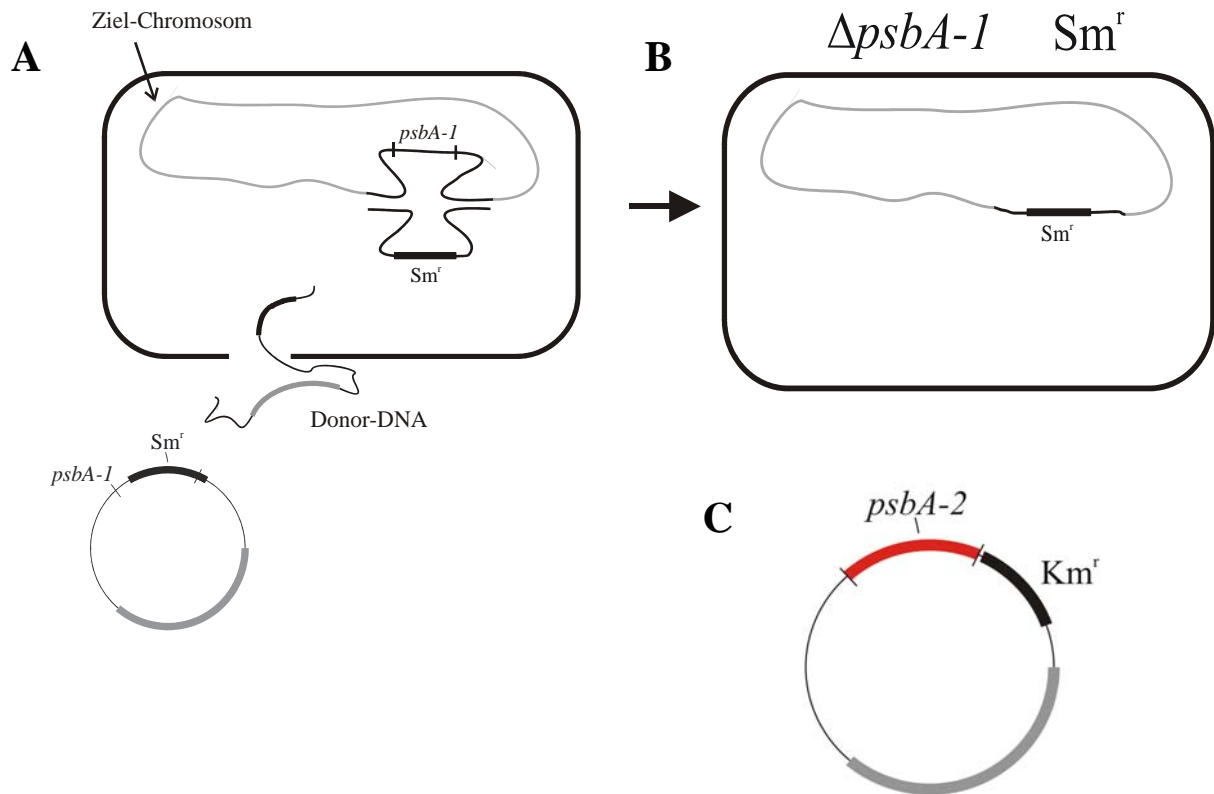 Ziel-Chromosom
A
psbA-1
Smʳ
Donor-DNA
Smʳ
psbA-1
B
ΔpsbA-1 Smʳ
Smʳ
C
psbA-2
Kmʳ